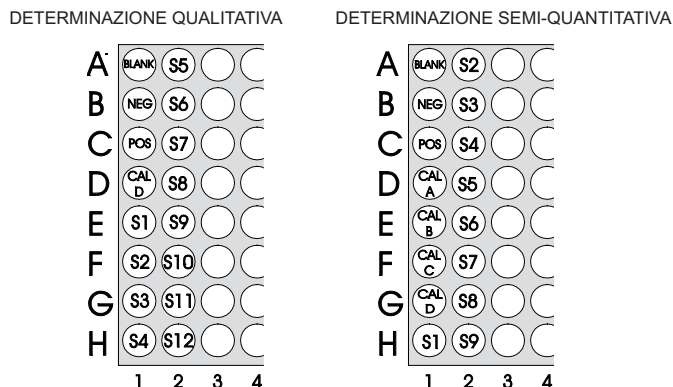 DETERMINAZIONE QUALITATIVA
A BLANK S5
B NEG S6
C POS S7
D CAL D S8
E S1 S9
F S2 S10
G S3 S11
H S4 S12
1 2 3 4
DETERMINAZIONE SEMI-QUANTITATIVA
A BLANK S2
B NEG S3
C POS S4
D CAL A S5
E CAL B S6
F CAL C S7
G CAL D S8
H S1 S9
1 2 3 4